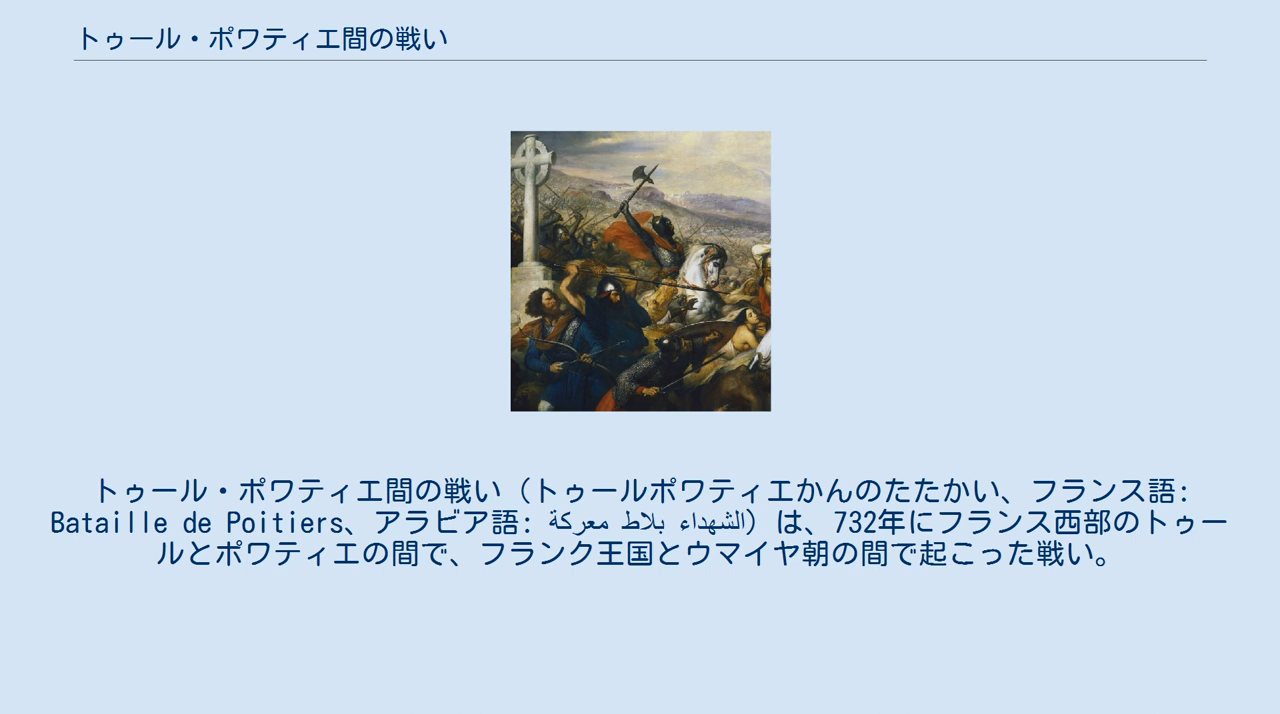 トゥール・ポワティエ間の戦い
トゥール・ポワティエ間の戦い（トゥールポワティエかんのたたかい、フランス語:
Bataille de Poitiers、アラビア語: معركة بلاط الشهداء）は、732年にフランス西部のトゥー
ルとポワティエの間で、フランク王国とウマイヤ朝の間で起こった戦い。